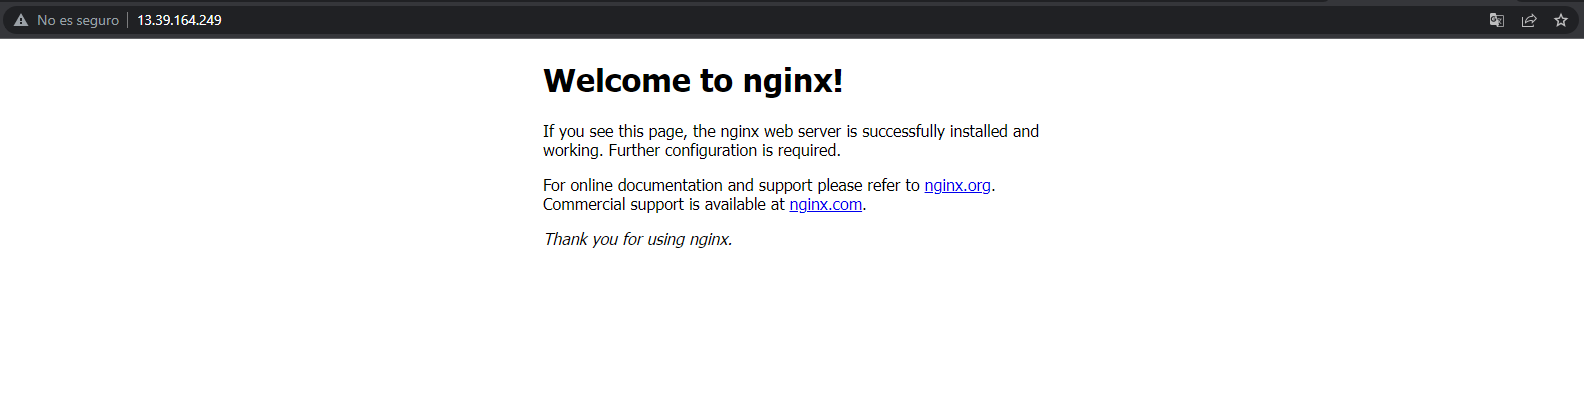 No es seguro | 13.39.164.249
Welcome to nginx!
If you see this page, the nginx web server is successfully installed and
working. Further configuration is required.
For online documentation and support please refer to nginx.org.
Commercial support is available at nginx.com.
Thank you for using nginx.